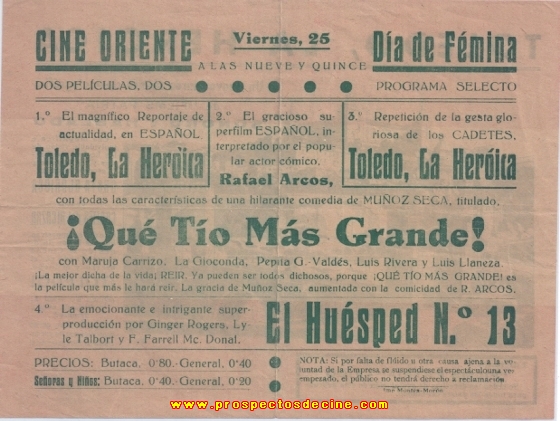 CINE ORIENTE
Viernes, 25
Día de Fémina
A LAS NUEVE Y QUINCE
DOS PELÍCULAS, DOS
PROGRAMA SELECTO
1.º El magnífico Reportaje de
actualidad, en ESPAÑOL
Toledo, La Heróica
2.º El gracioso su-
perfilm ESPAÑOL, in-
terpretado por el popu-
lar actor cómico,
Rafael Arcos,
3.º Repetición de la gesta glo-
riosa de los CADETES,
Toledo, La Heróica
con todas las características de una hilarante comedia de MUÑOZ SECA, titulado,
¡Qué Tío Más Grande!
con Maruja Carrizo, La Gioconda, Pepita G.-Valdés, Luis Rivera y Luis Llaneza.
¡La mejor dicha de la vida; REIR. Ya pueden ser todos dichosos, porque ¡QUÉ TÍO MÁS GRANDE! es
la película que más le hará reir. La gracia de Muñoz Seca, aumentada con la comicidad de R. ARCOS.
4.º La emocionante e intrigante super-
producción por Ginger Rogers, Ly-
le Talbort y F. Farrell Mc. Donal.
El Huésped N.º 13
PRECIOS: Butaca, 0'80.-General, 0'40
Señoras y Niños: Butaca, 0'40.-General, 0'20
NOTA: Si por falta de flúido u otra causa ajena a la vo-
luntad de la Empresa se suspendiese el espectáculo una vez
empezado, el público no tendrá derecho a reclamación
www.prospectosdecine.com